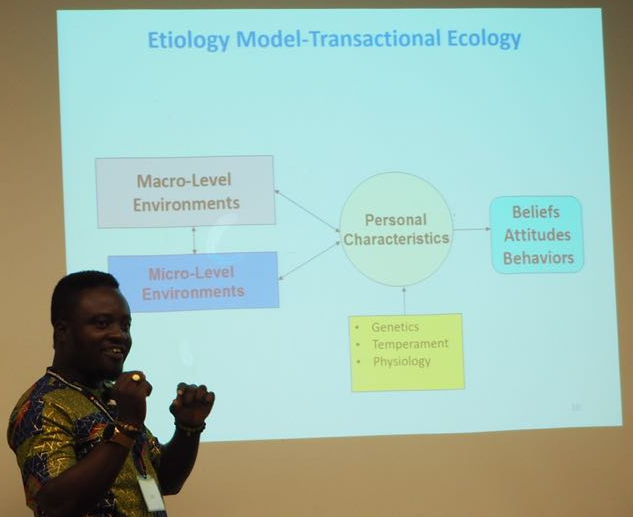 Etiology Model-Transactional Ecology
Macro-Level
Environments
Micro-Level
Environments
Personal
Characteristics
Beliefs
Attitudes
Behaviors
• Genetics
• Temperament
• Physiology